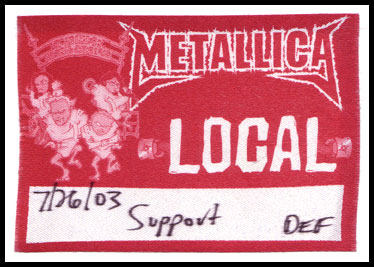 METALLICA
LOCAL
7/26/03
Support
DEF